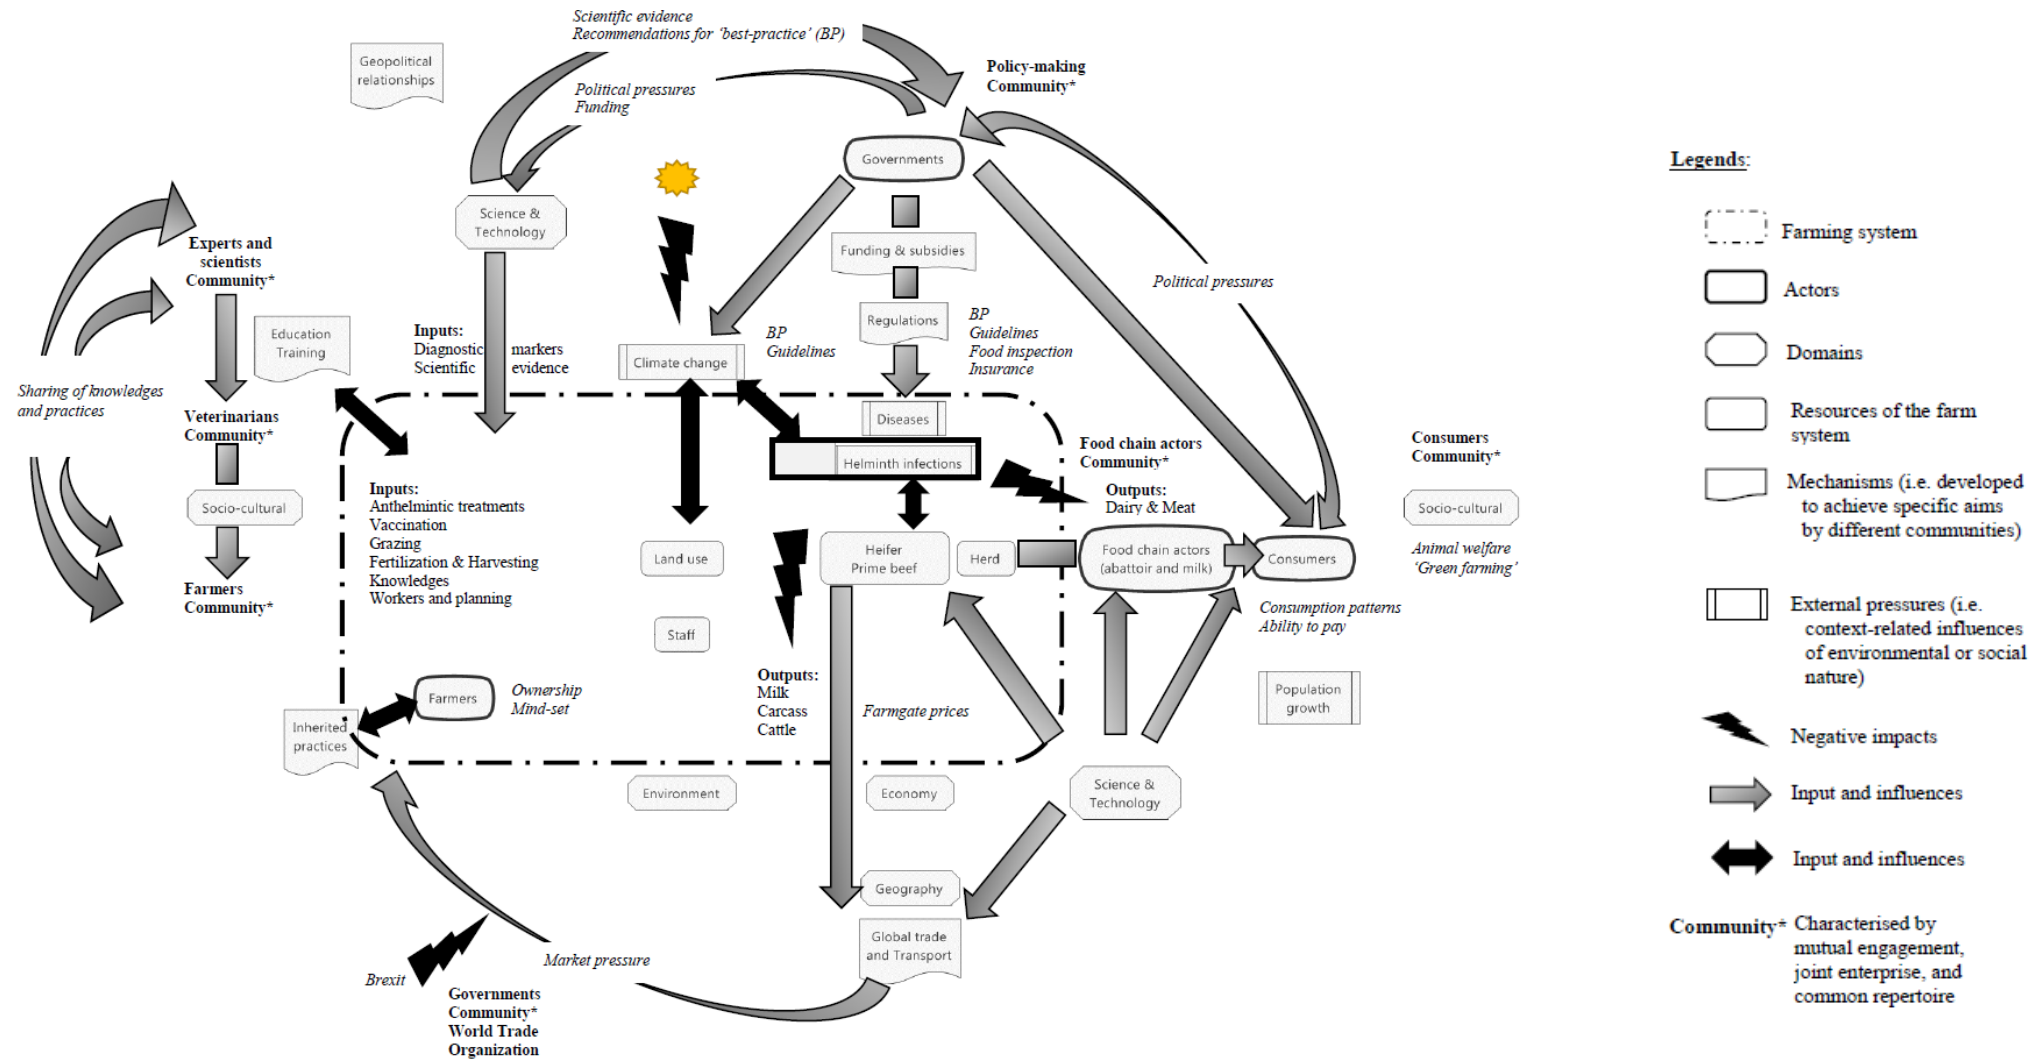 Scientific evidence
Recommendations for ‘best-practice’ (BP)
Geopolitical
relationships
Policy-making
Community*
Political pressures
Funding
Governments
Science &
Technology
Experts and
scientists
Community*
Funding & subsidies
Political pressures
Education
Training
Inputs:
Diagnostic markers
Scientific evidence
BP
Guidelines
Regulations
BP
Guidelines
Food inspection
Insurance
Climate change
Sharing of knowledges
and practices
Veterinarians
Community*
Diseases
Helminth infections
Food chain actors
Community*
Outputs:
Dairy & Meat
Consumers
Community*
Socio-cultural
Socio-cultural
Animal welfare
‘Green farming’
Inputs:
Anthelmintic treatments
Vaccination
Grazing
Fertilization & Harvesting
Knowledges
Workers and planning
Land use
Heifer
Prime beef
Herd
Food chain actors
(abattoir and milk)
Consumers
Farmers
Community*
Staff
Consumption patterns
Ability to pay
Outputs:
Milk
Carcass
Cattle
Farmgate prices
Population
growth
Farmers
Ownership
Mind-set
Inherited
practices
Environment
Economy
Science &
Technology
Geography
Global trade
and Transport
Market pressure
Brexit
Governments
Community*
World Trade
Organization
Legends:
Farming system
Actors
Domains
Resources of the farm
system
Mechanisms (i.e. developed
to achieve specific aims
by different communities)
External pressures (i.e.
context-related influences
of environmental or social
nature)
Negative impacts
Input and influences
Input and influences
Community* Characterised by
mutual engagement,
joint enterprise, and
common repertoire